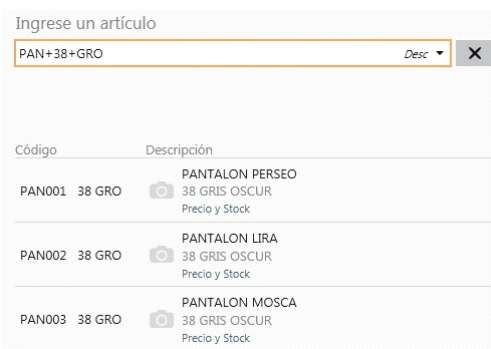 Ingrese un artículo
PAN+38+GRO Desc
Código Descripción
PANTALON PERSEO
PAN001 38 GRO 38 GRIS OSCUR
Precio y Stock
PANTALON LIRA
PAN002 38 GRO 38 GRIS OSCUR
Precio y Stock
PANTALON MOSCA
PAN003 38 GRO 38 GRIS OSCUR
Precio y Stock